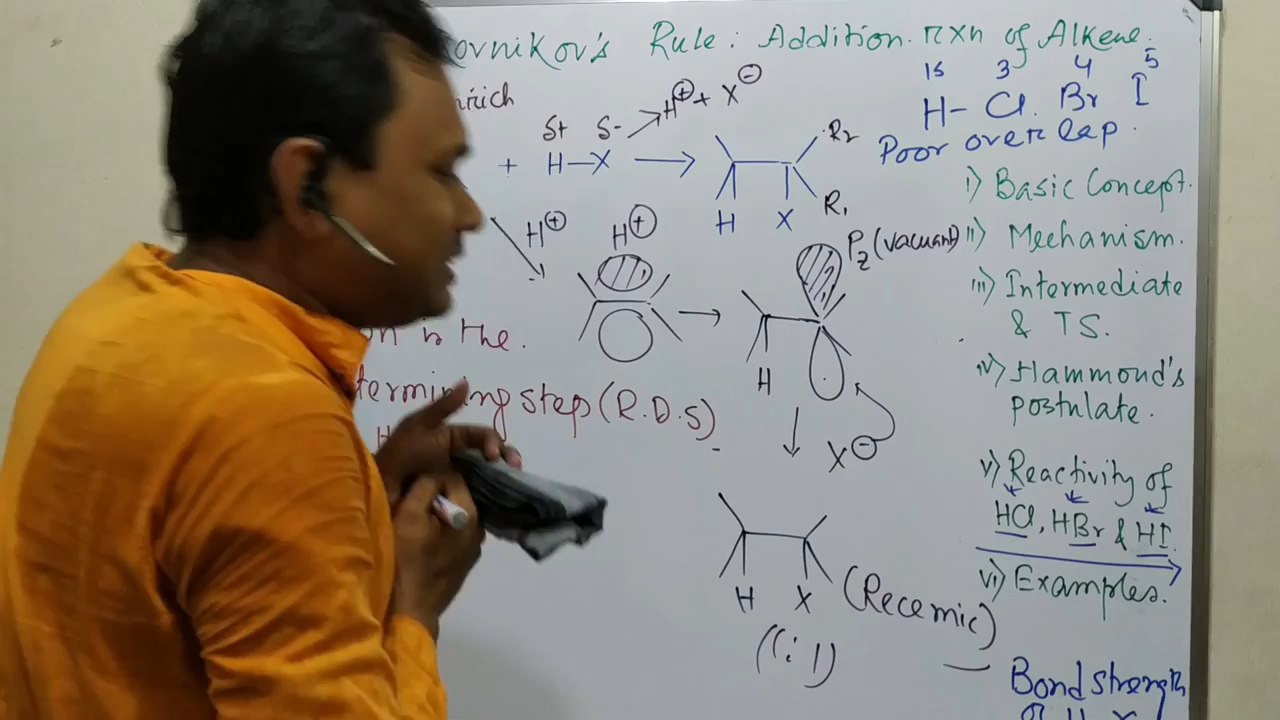 ovnikov's Rule: Addition rxn of Alkene.
nrich
H⊕ + X⊖
1s 3 4 5
H- Cl Br I
Poor overlap.
δ+ δ-
+ H—X
R2
R1
H X
H⊕
H⊕
Pz (vacuant)
H
X⊖
on is the.
termining step (R.D.S)
H
H X (Recemic)
(1:1)
i) Basic Concept.
ii) Mechanism.
iii) Intermediate
& TS.
iv) Hammond's
postulate.
v) Reactivity of
HCl, HBr & HI.
vi) Examples.
Bond strength